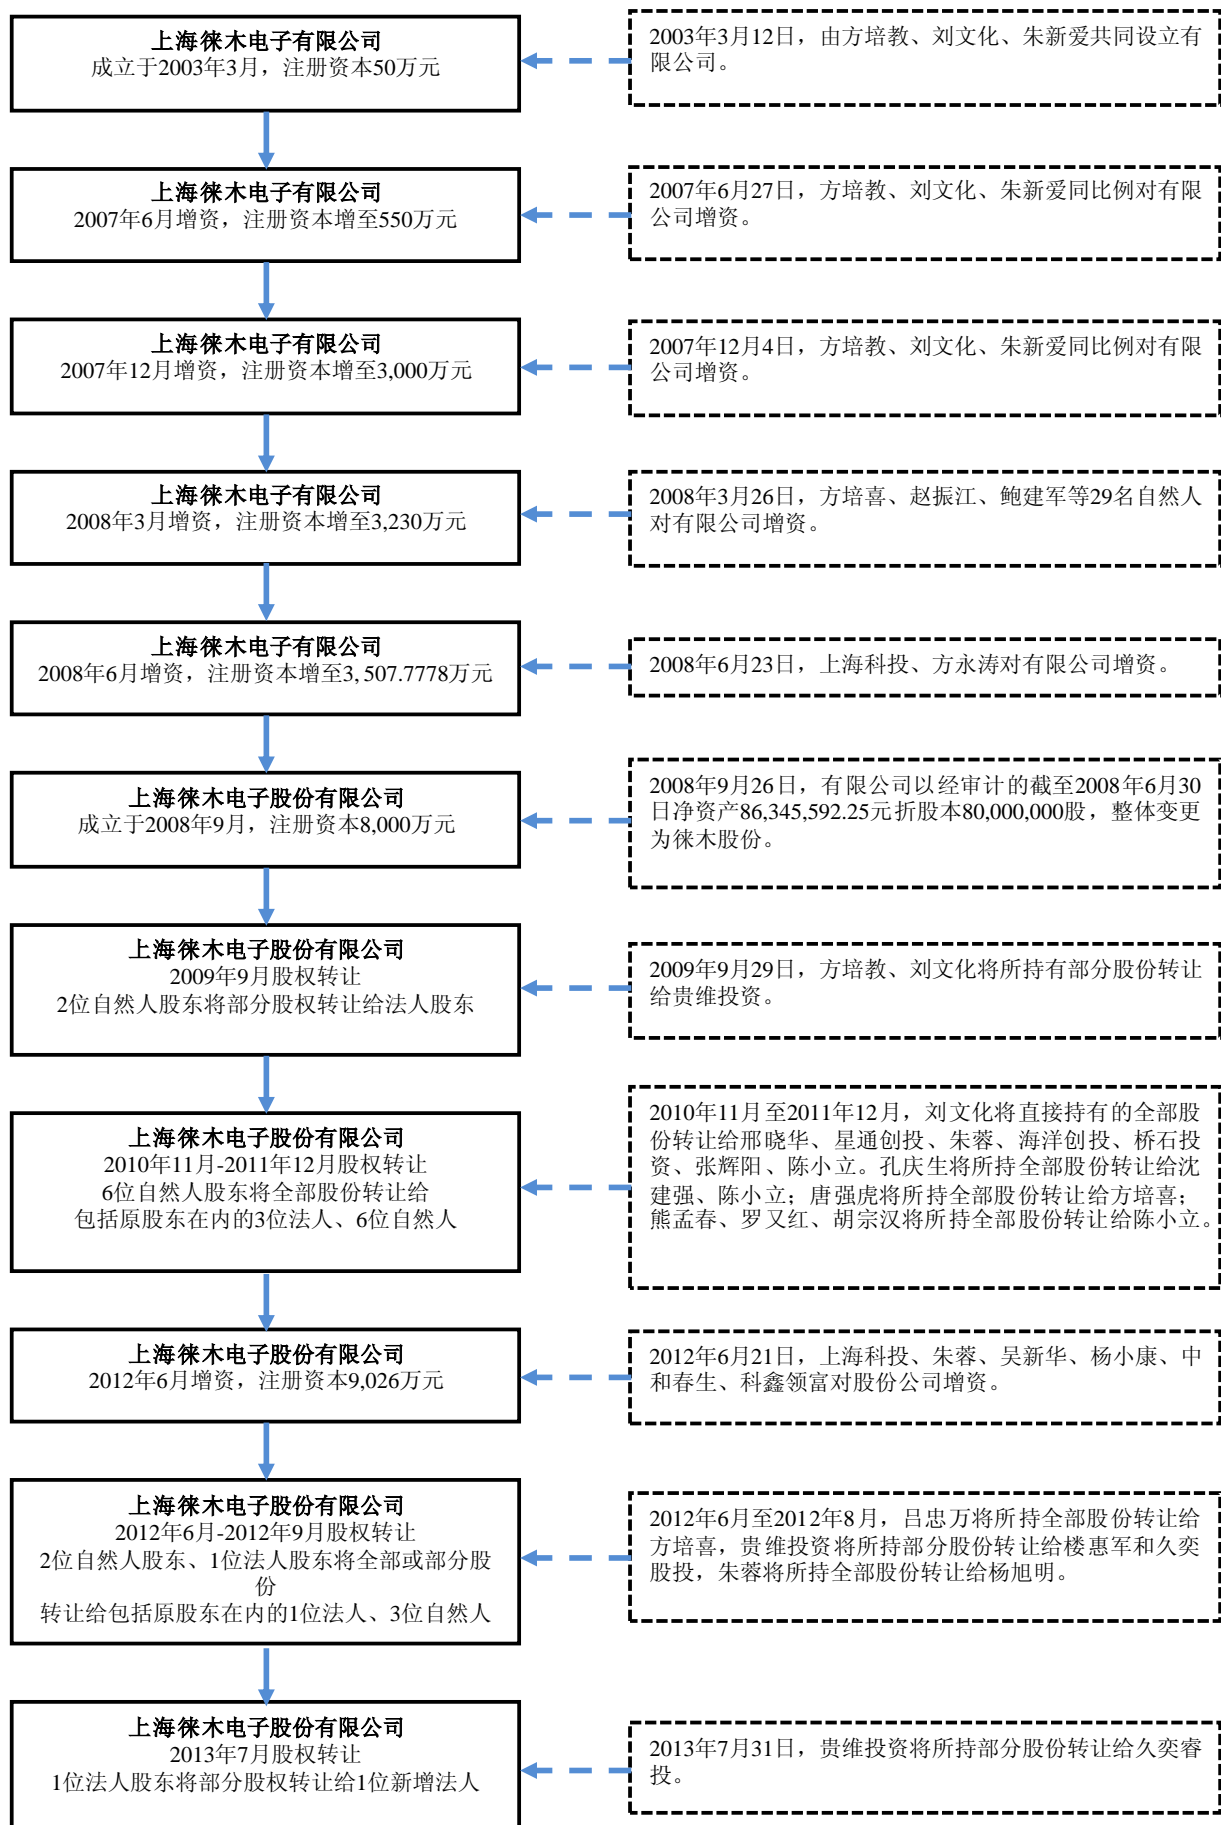 上海徕木电子有限公司
成立于2003年3月，注册资本50万元
2003年3月12日，由方培教、刘文化、朱新爱共同设立有
限公司。
上海徕木电子有限公司
2007年6月增资，注册资本增至550万元
2007年6月27日，方培教、刘文化、朱新爱同比例对有限
公司增资。
上海徕木电子有限公司
2007年12月增资，注册资本增至3,000万元
2007年12月4日，方培教、刘文化、朱新爱同比例对有限
公司增资。
上海徕木电子有限公司
2008年3月增资，注册资本增至3,230万元
2008年3月26日，方培喜、赵振江、鲍建军等29名自然人
对有限公司增资。
上海徕木电子有限公司
2008年6月增资，注册资本增至3,507.7778万元
2008年6月23日，上海科投、方永涛对有限公司增资。
上海徕木电子股份有限公司
成立于2008年9月，注册资本8,000万元
2008年9月26日，有限公司以经审计的截至2008年6月30
日净资产86,345,592.25元折股本80,000,000股，整体变更
为徕木股份。
上海徕木电子股份有限公司
2009年9月股权转让
2位自然人股东将部分股权转让给法人股东
2009年9月29日，方培教、刘文化将所持有部分股份转让
给贵维投资。
上海徕木电子股份有限公司
2010年11月-2011年12月股权转让
6位自然人股东将全部股份转让给
包括原股东在内的3位法人、6位自然人
2010年11月至2011年12月，刘文化将直接持有的全部股
份转让给邢晓华、星通创投、朱蓉、海洋创投、桥石投
资、张辉阳、陈小立。孔庆生将所持全部股份转让给沈
建强、陈小立；唐强虎将所持全部股份转让给方培喜；
熊孟春、罗又红、胡宗汉将所持全部股份转让给陈小立。
上海徕木电子股份有限公司
2012年6月增资，注册资本9,026万元
2012年6月21日，上海科投、朱蓉、吴新华、杨小康、中
和春生、科鑫领富对股份公司增资。
上海徕木电子股份有限公司
2012年6月-2012年9月股权转让
2位自然人股东、1位法人股东将全部或部分股
份
转让给包括原股东在内的1位法人、3位自然人
2012年6月至2012年8月，吕忠万将所持全部股份转让给
方培喜，贵维投资将所持部分股份转让给楼惠军和久奕
股投，朱蓉将所持全部股份转让给杨旭明。
上海徕木电子股份有限公司
2013年7月股权转让
1位法人股东将部分股权转让给1位新增法人
2013年7月31日，贵维投资将所持部分股份转让给久奕睿
投。